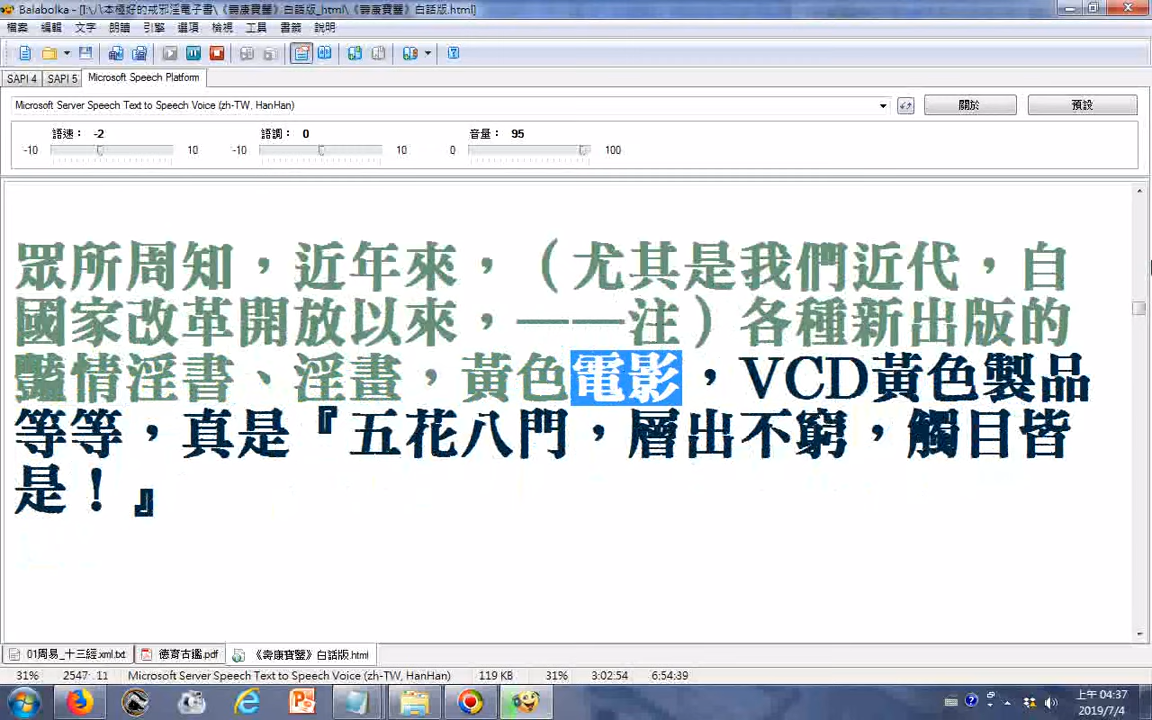 Balabolka - [I:\八本極好的戒邪淫電子書\《壽康寶鑒》白話版_html\《壽康寶鑒》白話版.html]
檔案 編輯 文字 朗讀 引擎 選項 檢視 工具 書籤 說明
SAPI 4 SAPI 5 Microsoft Speech Platform
Microsoft Server Speech Text to Speech Voice (zh-TW, HanHan) 關於 預設
語速： -2 語調： 0 音量： 95
-10 10 -10 10 0 100
眾所周知，近年來，（尤其是我們近代，自
國家改革開放以來，——注）各種新出版的
豔情淫書、淫畫，黃色電影，VCD黃色製品
等等，真是『五花八門，層出不窮，觸目皆
是！』
01周易_十三經.xml.txt 德育古鑑.pdf 《壽康寶鑒》白話版.html
31% 2547 : 11 Microsoft Server Speech Text to Speech Voice (zh-TW, HanHan) 119 KB 31% 3:02:54 6:54:39
上午 04:37
2019/7/4